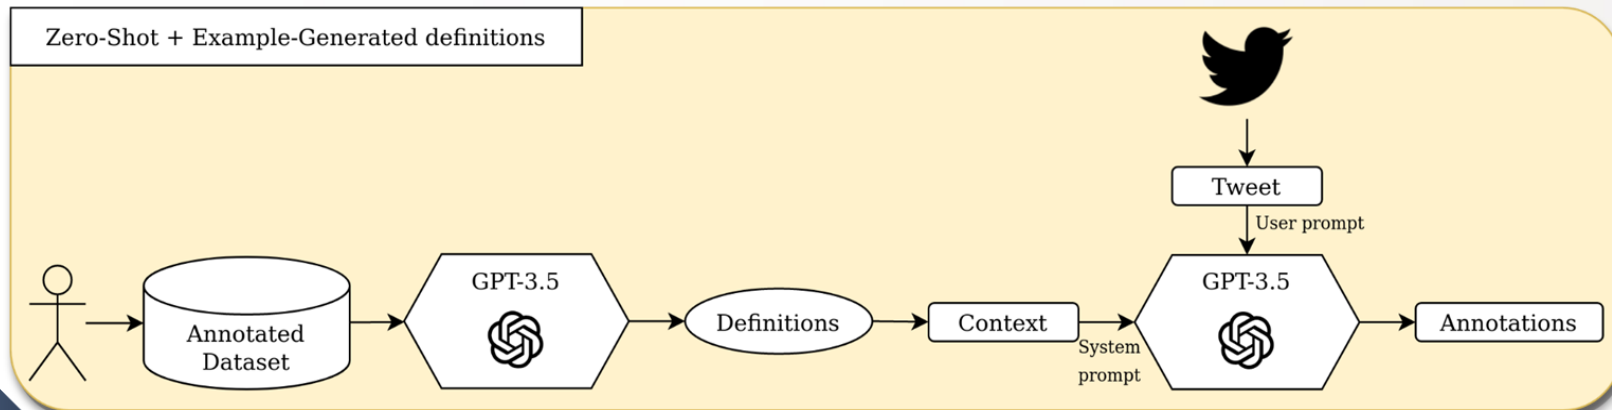 Zero-Shot + Example-Generated definitions
Tweet
User prompt
Annotated
Dataset
GPT-3.5
Definitions
Context
System
prompt
GPT-3.5
Annotations